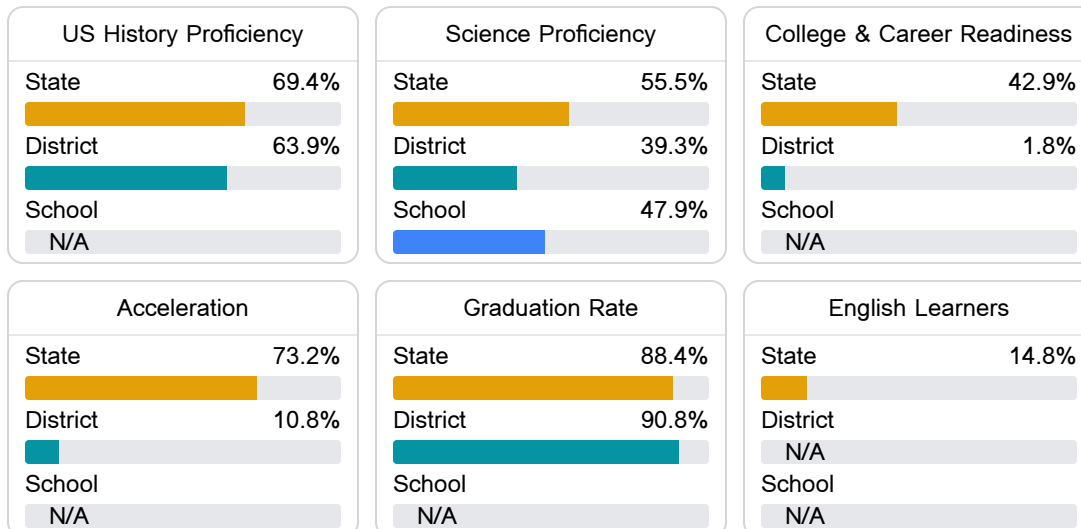 US History Proficiency
State 69.4%
District 63.9%
School
N/A
Science Proficiency
State 55.5%
District 39.3%
School 47.9%
College & Career Readiness
State 42.9%
District 1.8%
School
N/A
Acceleration
State 73.2%
District 10.8%
School
N/A
Graduation Rate
State 88.4%
District 90.8%
School
N/A
English Learners
State 14.8%
District
N/A
School
N/A